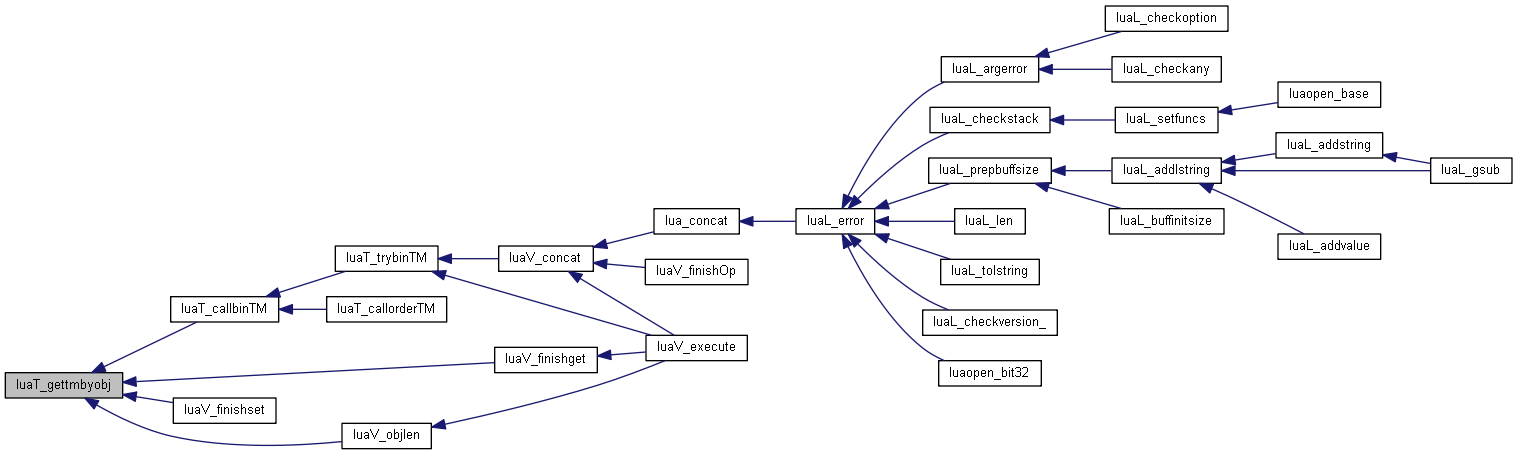 luaL_checkoption
luaL_argerror
luaL_checkany
luaopen_base
luaL_checkstack
luaL_setfuncs
luaL_addstring
luaL_prepbuffsize
luaL_addlstring
luaL_gsub
lua_concat
luaL_error
luaL_len
luaL_buffinitsize
luaL_addvalue
luaT_trybinTM
luaV_concat
luaV_finishOp
luaL_tolstring
luaT_callbinTM
luaT_callorderTM
luaL_checkversion_
luaV_finishget
luaV_execute
luaopen_bit32
luaT_gettmbyobj
luaV_finishset
luaV_objlen